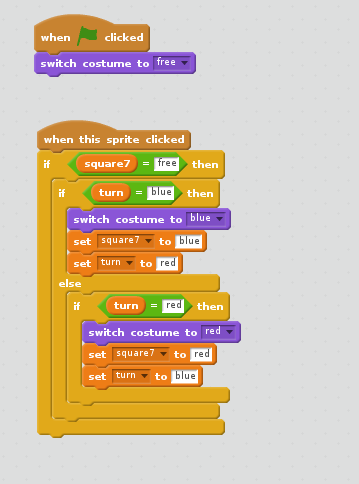 when clicked
switch costume to free
when this sprite clicked
if square7 = free then
if turn = blue then
switch costume to blue
set square7 to blue
set turn to red
else
if turn = red then
switch costume to red
set square7 to red
set turn to blue